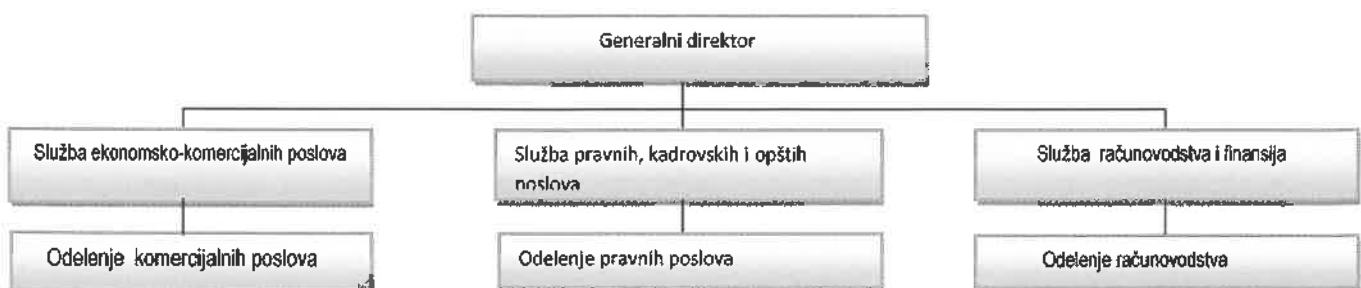 Generalni direktor
Služba ekonomsko-komercijalnih poslova
Služba pravnih, kadrovskih i opštih
poslova
Služba računovodstva i finansija
Odelenje komercijalnih poslova
Odelenje pravnih poslova
Odelenje računovodstva